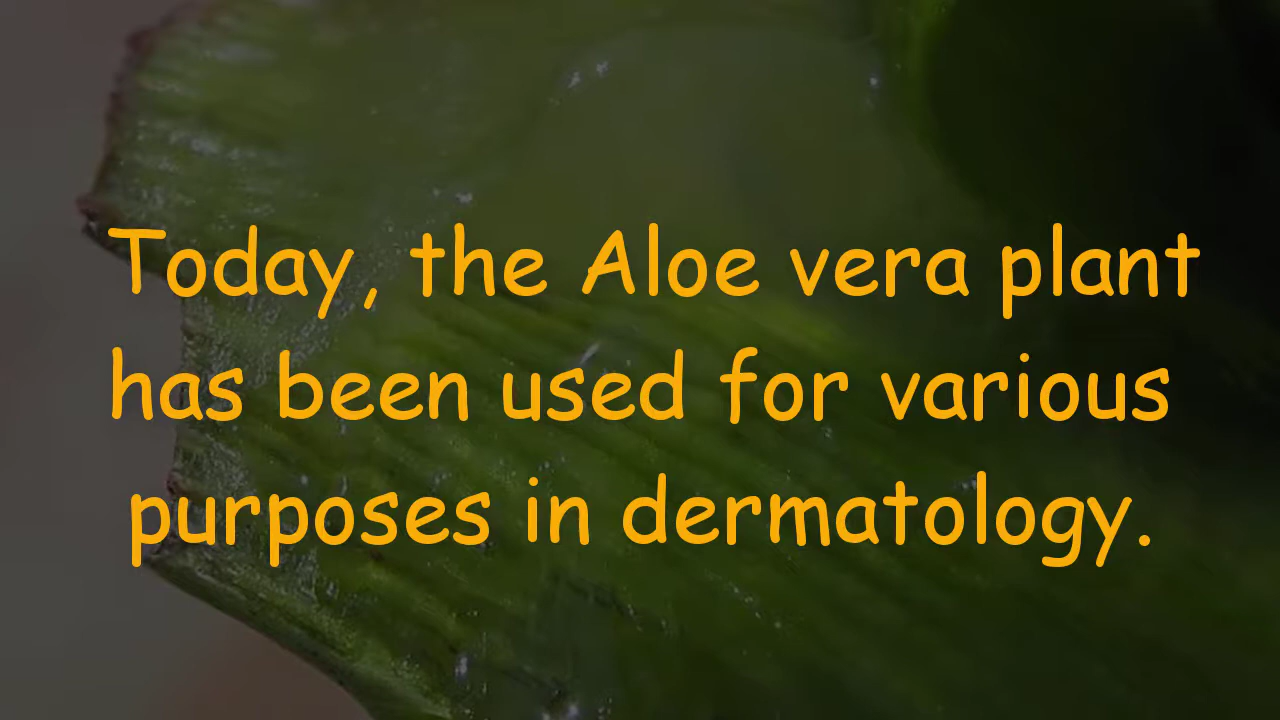 Today, the Aloe vera plant
has been used for various
purposes in dermatology.